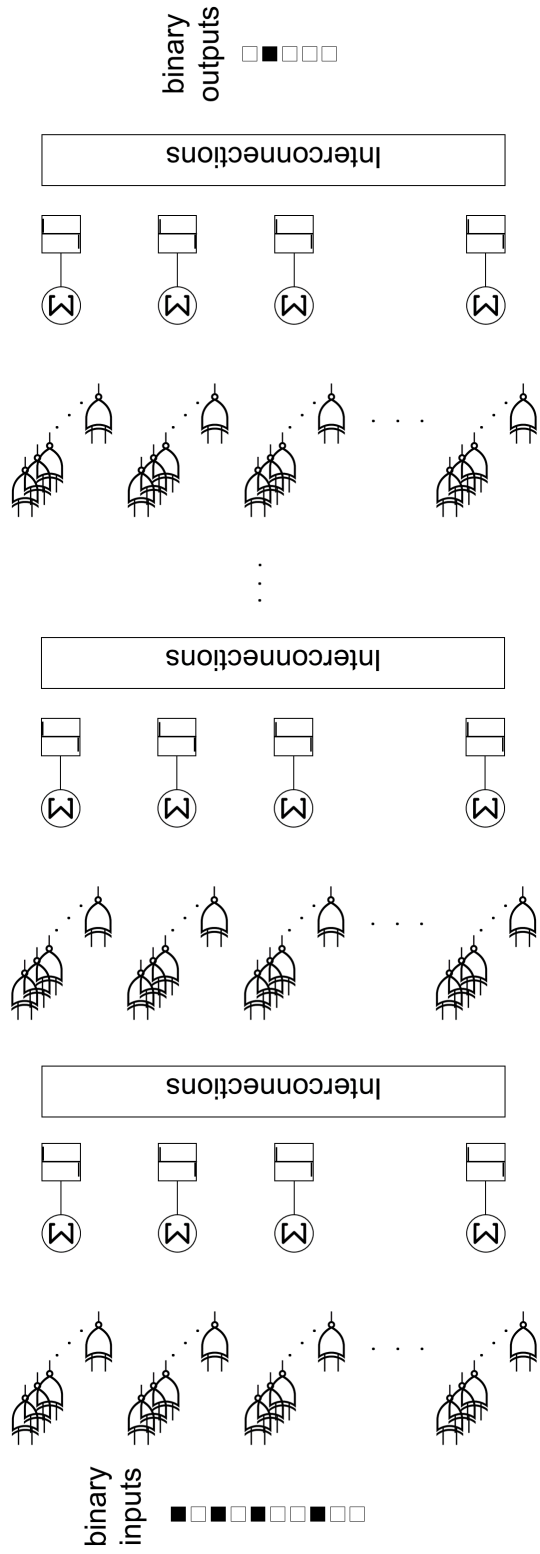 binary
outputs
Interconnections
Σ Σ Σ Σ
Interconnections
Σ Σ Σ Σ
Interconnections
Σ Σ Σ Σ
binary
inputs